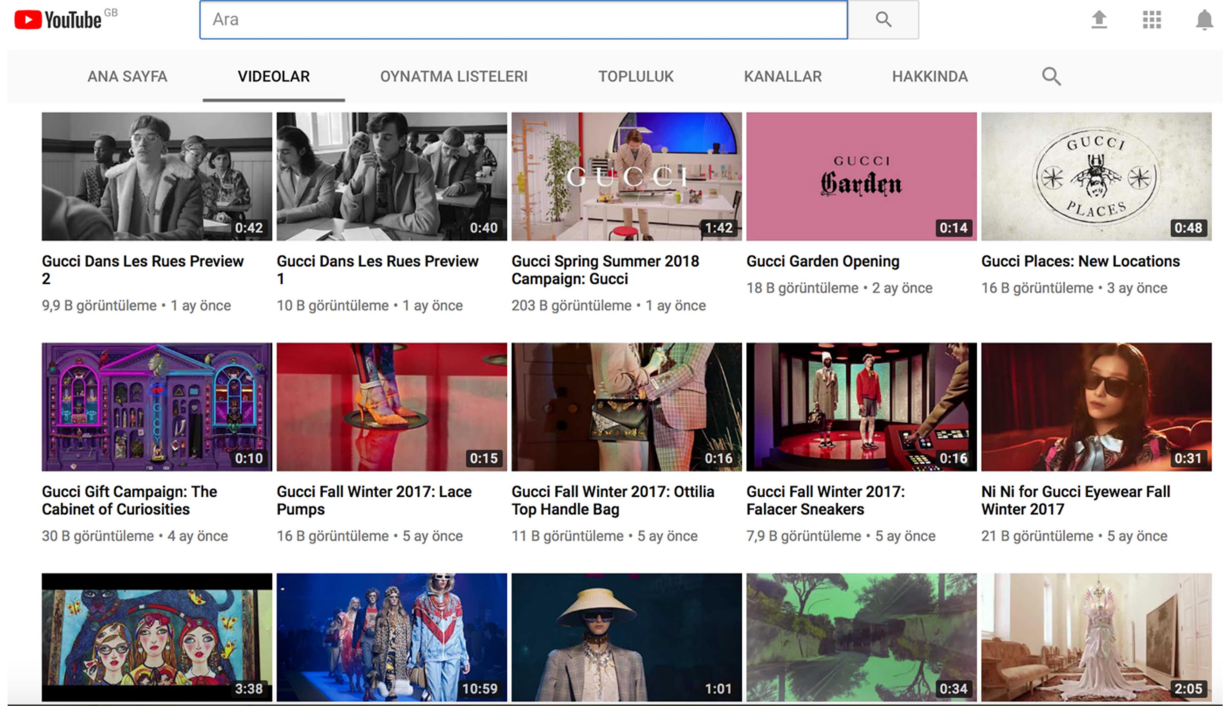 YouTube GB
Ara
ANA SAYFA VIDEOLAR OYNATMA LISTELERI TOPLULUK KANALLAR HAKKINDA
0:42
0:40
GUCCI
1:42
GUCCI
Garden
0:14
GUCCI
PLACES
0:48
Gucci Dans Les Rues Preview
2
9,9 B görüntüleme • 1 ay önce
Gucci Dans Les Rues Preview
1
10 B görüntüleme • 1 ay önce
Gucci Spring Summer 2018
Campaign: Gucci
203 B görüntüleme • 1 ay önce
Gucci Garden Opening
18 B görüntüleme • 2 ay önce
Gucci Places: New Locations
16 B görüntüleme • 3 ay önce
0:10
0:15
0:16
0:16
0:31
Gucci Gift Campaign: The
Cabinet of Curiosities
30 B görüntüleme • 4 ay önce
Gucci Fall Winter 2017: Lace
Pumps
16 B görüntüleme • 5 ay önce
Gucci Fall Winter 2017: Ottilia
Top Handle Bag
11 B görüntüleme • 5 ay önce
Gucci Fall Winter 2017:
Falacer Sneakers
7,9 B görüntüleme • 5 ay önce
Ni Ni for Gucci Eyewear Fall
Winter 2017
21 B görüntüleme • 5 ay önce
3:38
10:59
1:01
0:34
2:05